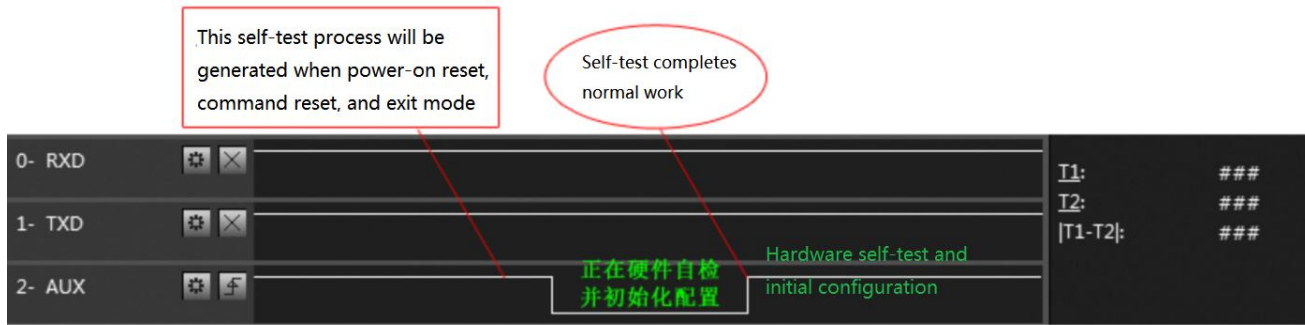 This self-test process will be
generated when power-on reset,
command reset, and exit mode
Self-test completes
normal work
0- RXD
T1:
###
T2:
###
1- TXD
|T1-T2|:
###
2- AUX
正在硬件自检
并初始化配置
Hardware self-test and
initial configuration